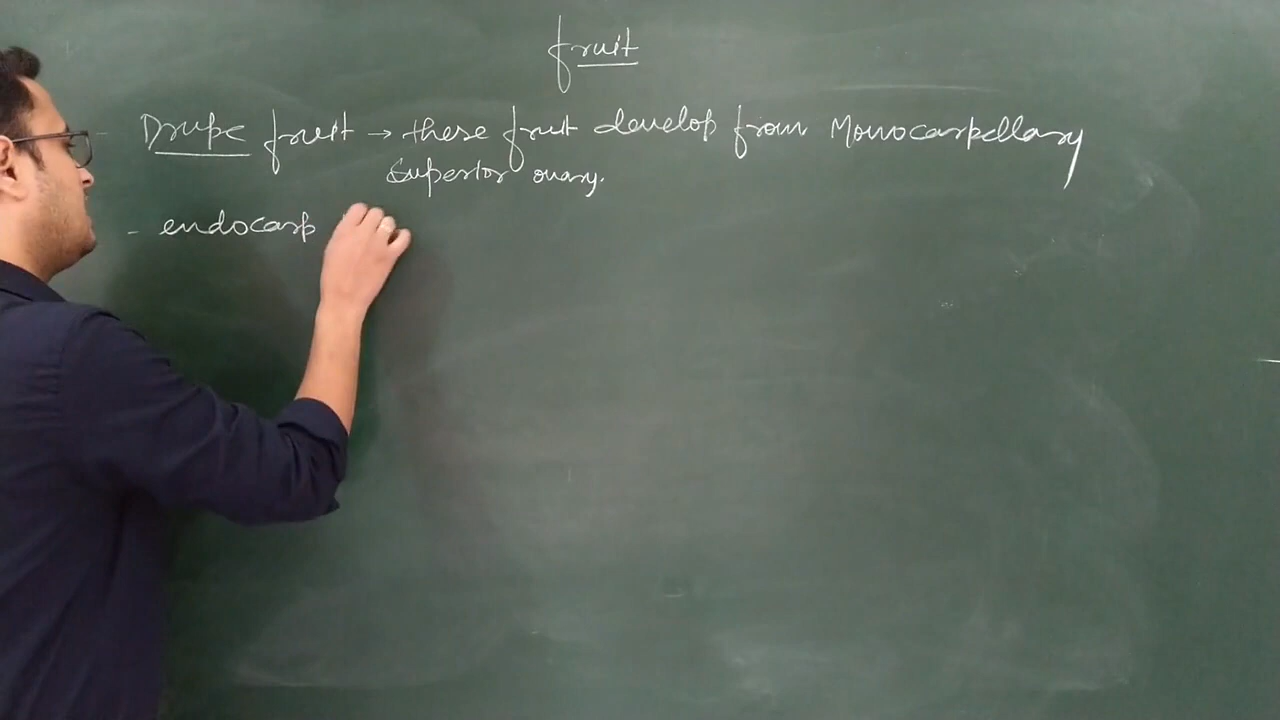 fruit
- Drupe fruit → these fruit develop from Monocarpellary
superior ovary.
- endocarp